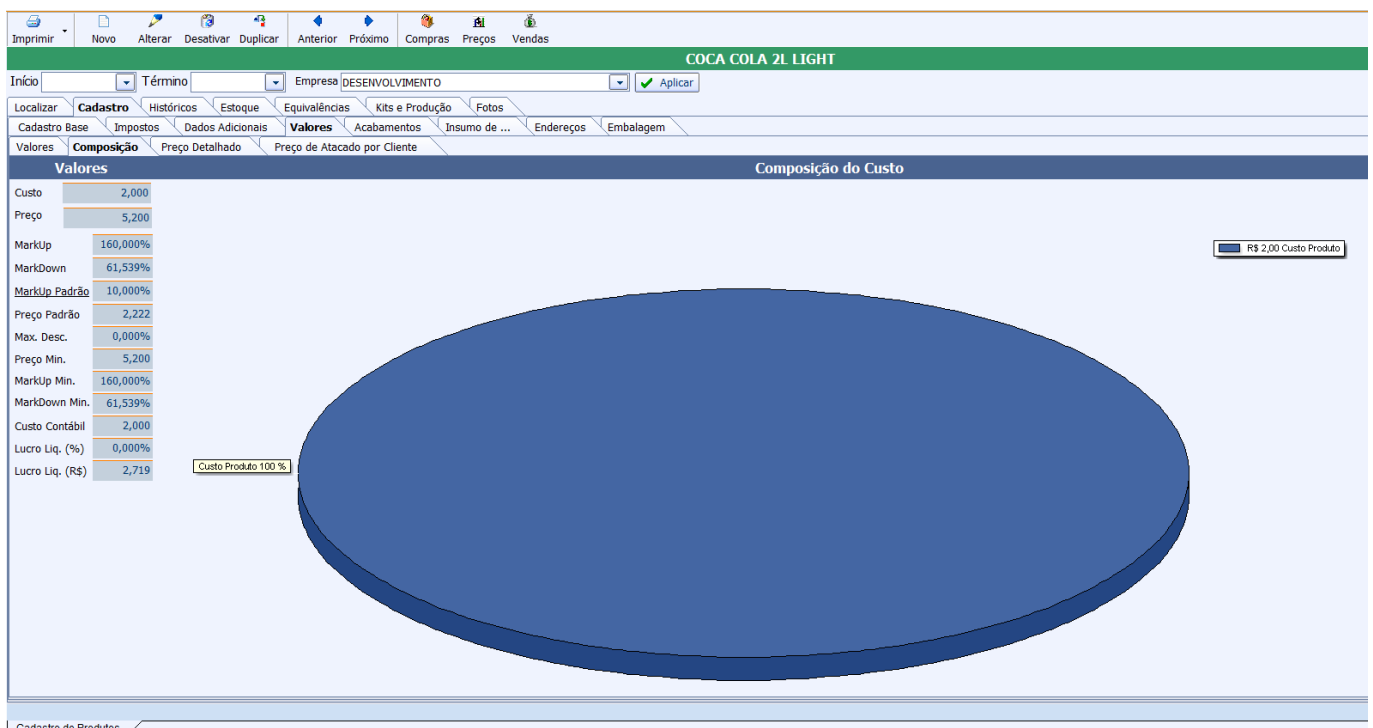 Imprimir Novo Alterar Desativar Duplicar Anterior Próximo Compras Preços Vendas
COCA COLA 2L LIGHT
Início Término Empresa DESENVOLVIMENTO Aplicar
Localizar Cadastro Históricos Estoque Equivalências Kits e Produção Fotos
Cadastro Base Impostos Dados Adicionais Valores Acabamentos Insumo de ... Endereços Embalagem
Valores Composição Preço Detalhado Preço de Atacado por Cliente
Valores Composição do Custo
Custo 2,000
Preço 5,200
MarkUp 160,000%
R$ 2,00 Custo Produto
MarkDown 61,539%
MarkUp Padrão 10,000%
Preço Padrão 2,222
Max. Desc. 0,000%
Preço Min. 5,200
MarkUp Min. 160,000%
MarkDown Min. 61,539%
Custo Contábil 2,000
Lucro Liq. (%) 0,000%
Lucro Liq. (R$) 2,719
Custo Produto 100 %
Cadastro de Produtos